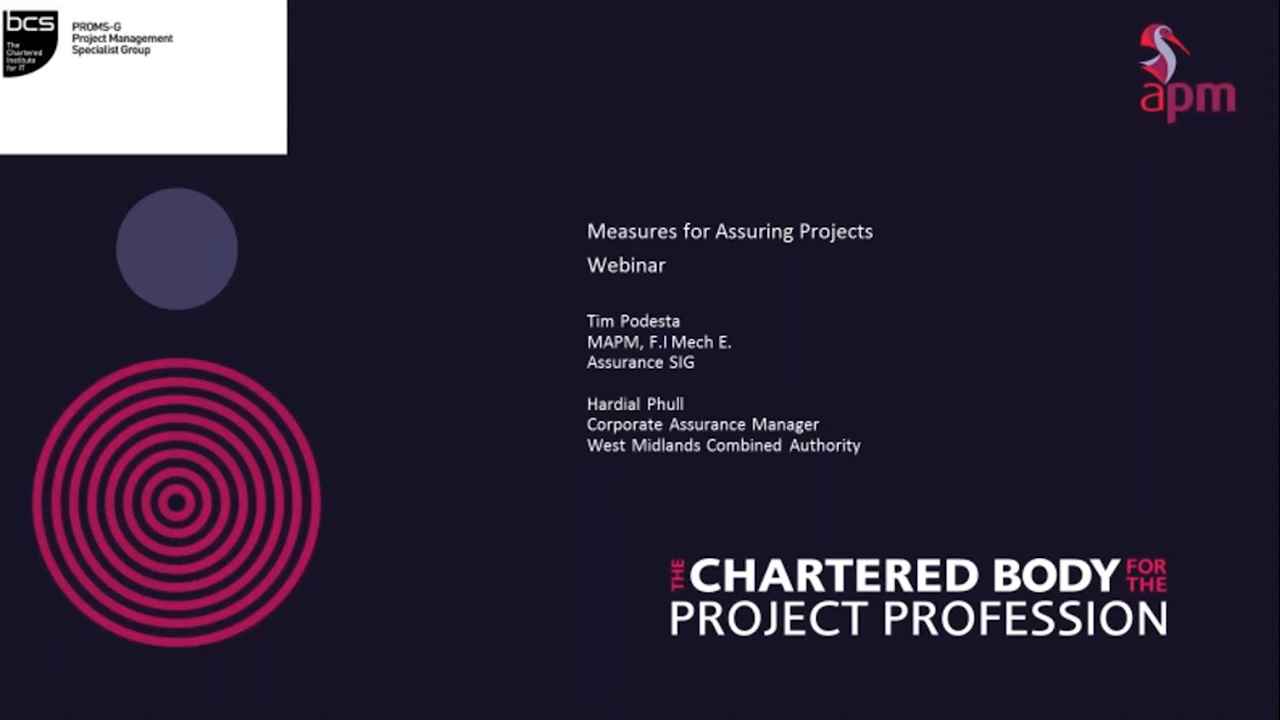 bcs
The
Chartered
Institute
for IT
PROMS-G
Project Management
Specialist Group
apm
Measures for Assuring Projects
Webinar
Tim Podesta
MAPM, F.I Mech E.
Assurance SIG
Hardial Phull
Corporate Assurance Manager
West Midlands Combined Authority
THE CHARTERED BODY FOR THE
PROJECT PROFESSION